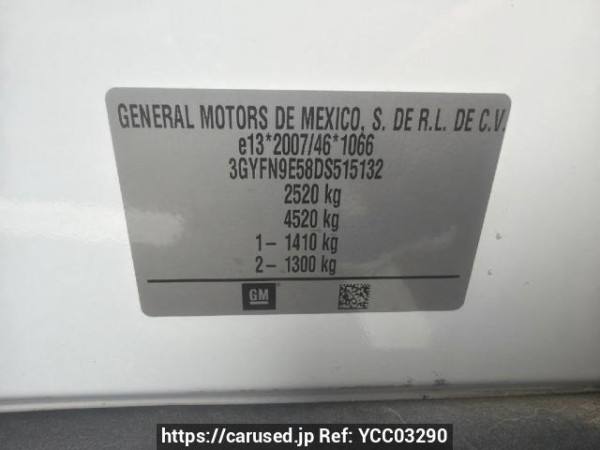 GENERAL MOTORS DE MEXICO, S. DE R.L. DE C.V.
e13*2007/46*1066
3GYFN9E58DS515132
2520 kg
4520 kg
1– 1410 kg
2– 1300 kg
GM
https://carused.jp Ref: YCC03290